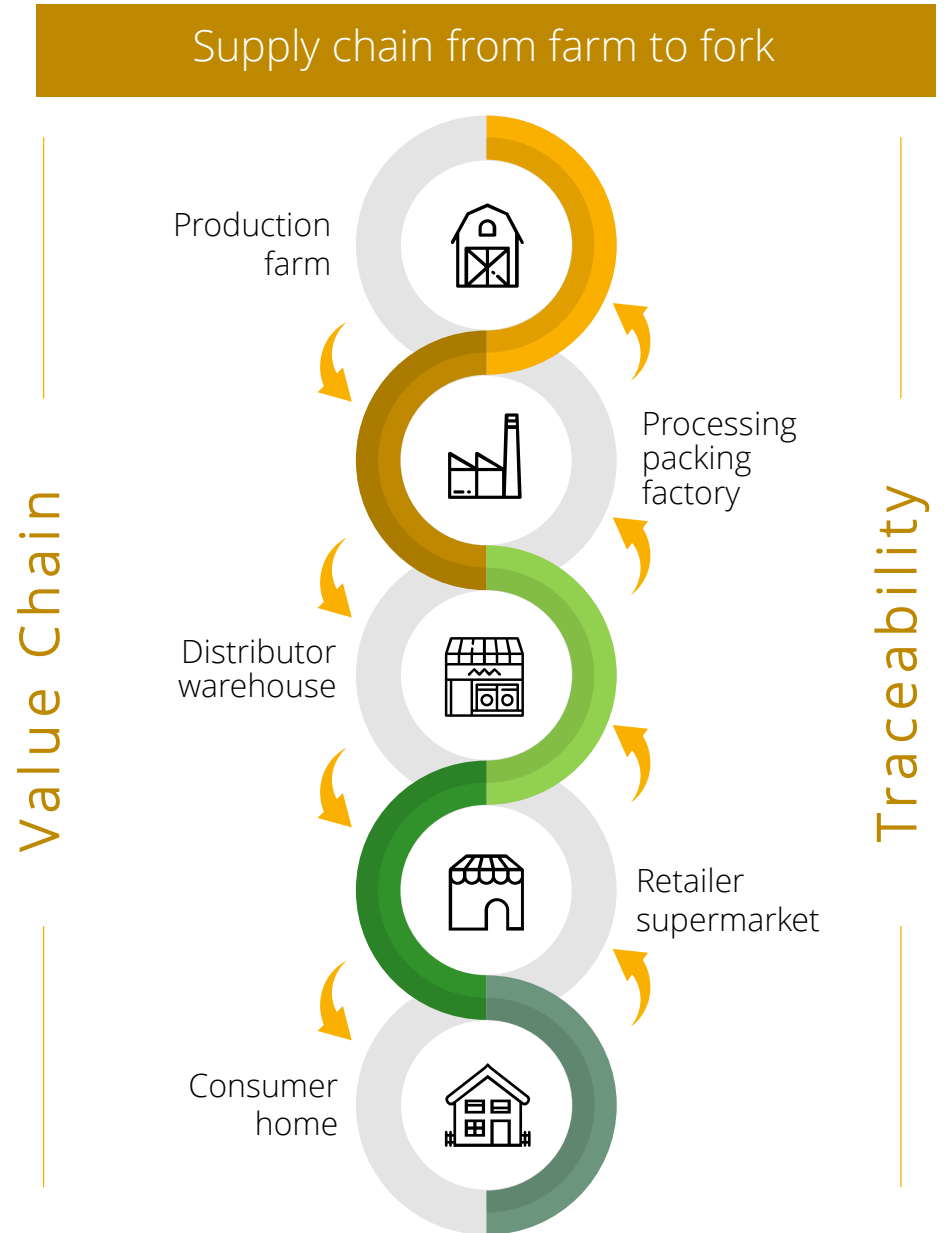 Supply chain from farm to fork
Production
farm
Processing
packing
factory
Value Chain
Traceability
Distributor
warehouse
Retailer
supermarket
Consumer
home